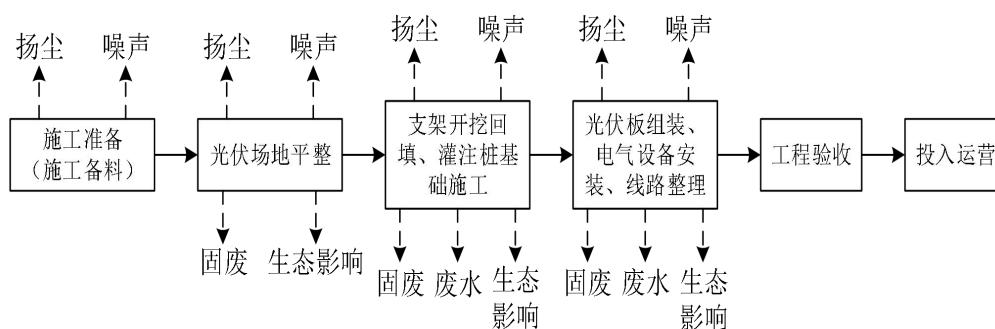 扬尘 噪声 扬尘 噪声 扬尘 噪声 扬尘 噪声
施工准备
（施工备料）
光伏场地平整
支架开挖回
填、灌注桩基
础施工
光伏板组装、
电气设备安
装、线路整理
工程验收
投入运营
固废 生态影响
固废 废水 生态
影响
固废 废水 生态
影响